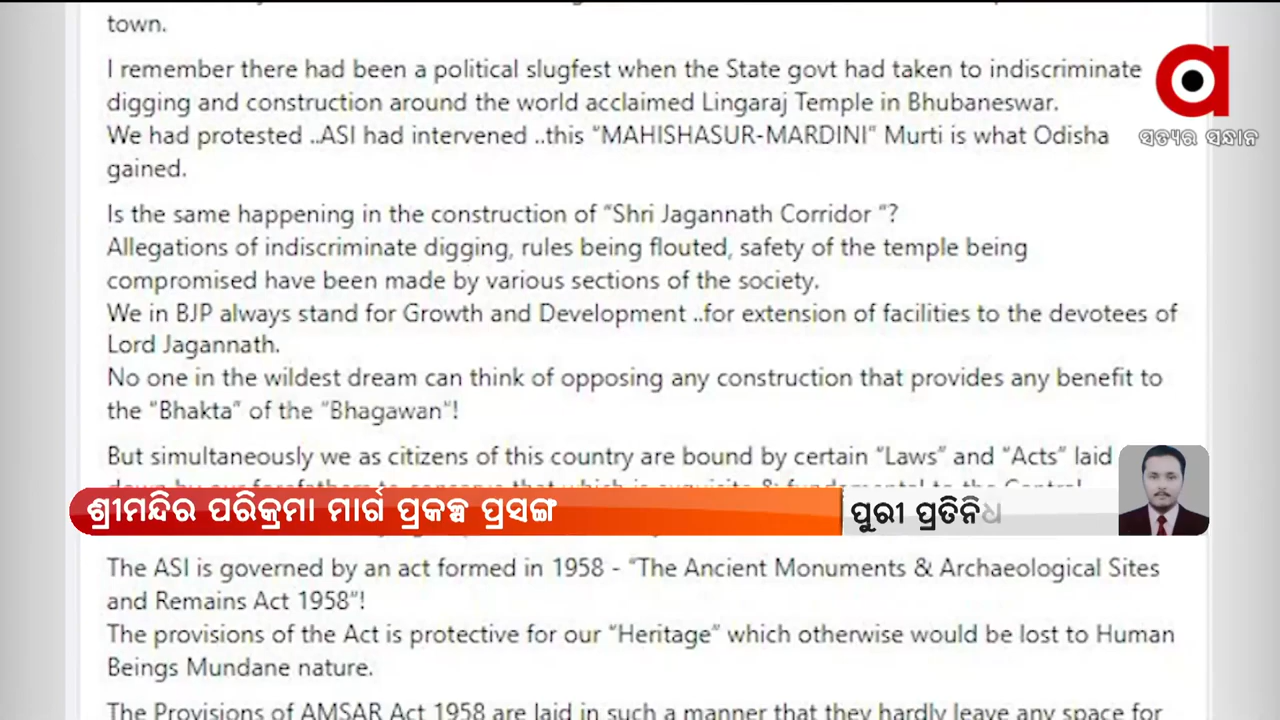 town.
I remember there had been a political slugfest when the State govt had taken to indiscriminate
digging and construction around the world acclaimed Lingaraj Temple in Bhubaneswar.
We had protested ..ASI had intervened ..this “MAHISHASUR-MARDINI” Murti is what Odisha
gained.
ସତ୍ୟର ସନ୍ଧାନ
Is the same happening in the construction of “Shri Jagannath Corridor “?
Allegations of indiscriminate digging, rules being flouted, safety of the temple being
compromised have been made by various sections of the society.
We in BJP always stand for Growth and Development ..for extension of facilities to the devotees of
Lord Jagannath.
No one in the wildest dream can think of opposing any construction that provides any benefit to
the “Bhakta” of the “Bhagawan”!
But simultaneously we as citizens of this country are bound by certain “Laws” and “Acts” laid
ଶ୍ରୀମନ୍ଦିର ପରିକ୍ରମା ମାର୍ଗ ପ୍ରକଳ୍ପ ପ୍ରସଙ୍ଗ
ପୁରୀ ପ୍ରତିନିଧ
The ASI is governed by an act formed in 1958 - “The Ancient Monuments & Archaeological Sites
and Remains Act 1958”!
The provisions of the Act is protective for our “Heritage” which otherwise would be lost to Human
Beings Mundane nature.
The Provisions of AMSAR Act 1958 are laid in such a manner that they hardly leave any space for